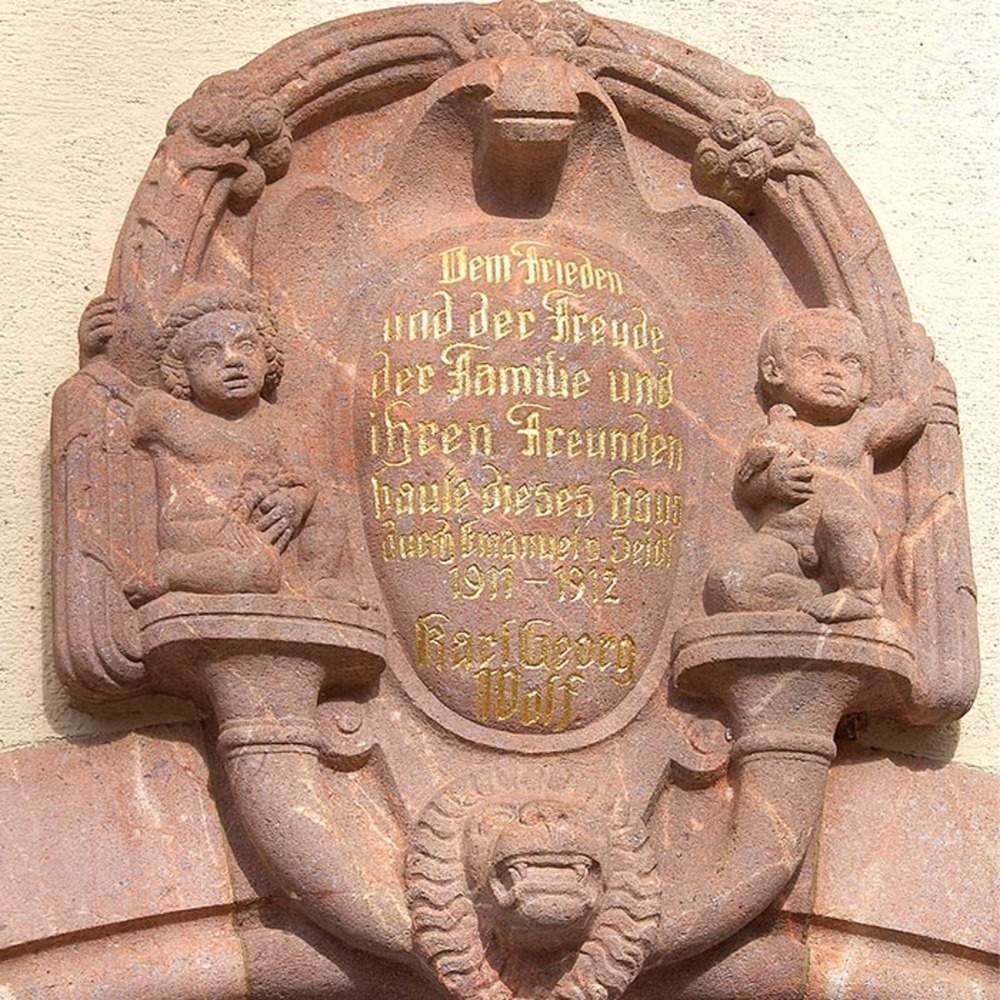 Dem Frieden
und der Freude
der Familie und
ihren Freunden
baute dieses Haus
durch Emanuel v. Seidl
1911 – 1912
Karl Georg
Wolf